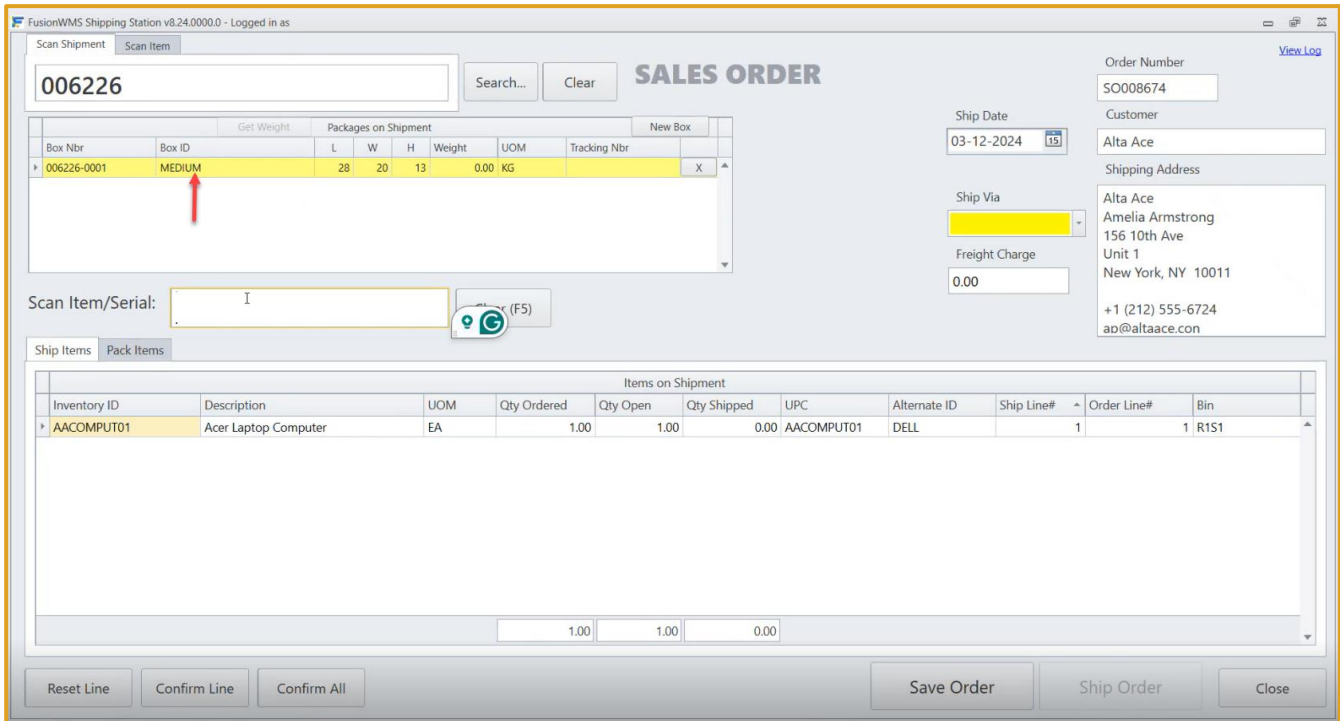 FusionWMS Shipping Station v8.24.0000.0 - Logged in as
Scan Shipment Scan Item
View Log
006226
Search... Clear
SALES ORDER
Order Number
SO008674
Get Weight Packages on Shipment New Box
Box Nbr Box ID L W H Weight UOM Tracking Nbr
006226-0001 MEDIUM 28 20 13 0.00 KG X
Ship Date
03-12-2024 15
Customer
Alta Ace
Shipping Address
Alta Ace
Amelia Armstrong
156 10th Ave
Unit 1
New York, NY 10011
+1 (212) 555-6724
ap@altaace.con
Ship Via
Freight Charge
0.00
Scan Item/Serial:
(F5)
G
Ship Items Pack Items
Items on Shipment
Inventory ID Description UOM Qty Ordered Qty Open Qty Shipped UPC Alternate ID Ship Line# Order Line# Bin
AACOMPUT01 Acer Laptop Computer EA 1.00 1.00 0.00 AACOMPUT01 DELL 1 1 R1S1
1.00 1.00 0.00
Reset Line Confirm Line Confirm All Save Order Ship Order Close